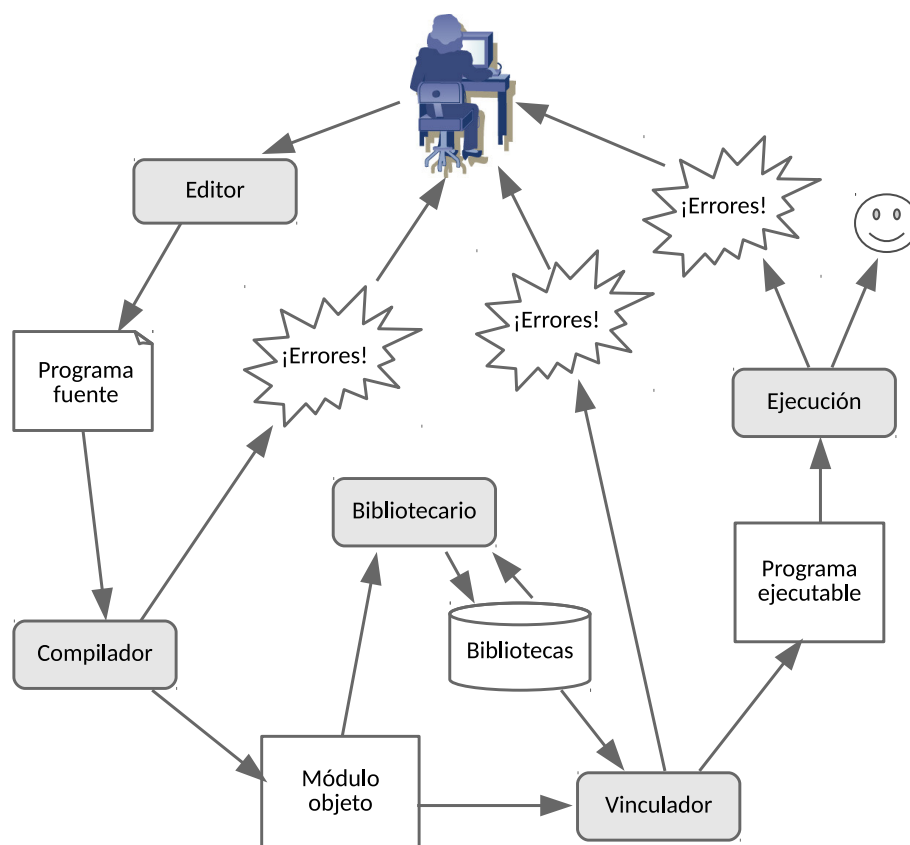 Editor
¡Errores!
¡Errores!
¡Errores!
Programa
fuente
Ejecución
Bibliotecario
Programa
ejecutable
Compilador
Bibliotecas
Módulo
objeto
Vinculador